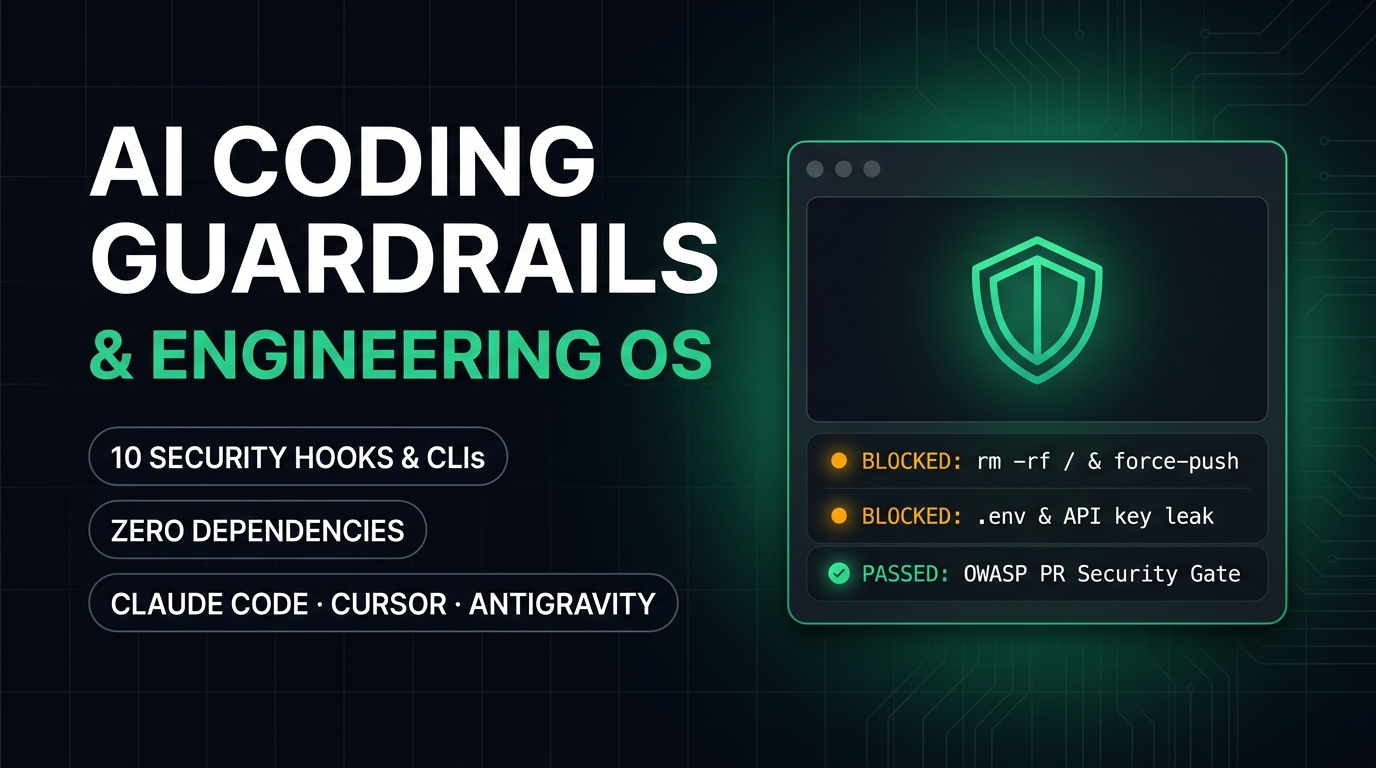 AI CODING
GUARDRAILS
& ENGINEERING OS
10 SECURITY HOOKS & CLIs
ZERO DEPENDENCIES
CLAUDE CODE · CURSOR · ANTIGRAVITY
BLOCKED: rm -rf / & force-push
BLOCKED: .env & API key leak
PASSED: OWASP PR Security Gate